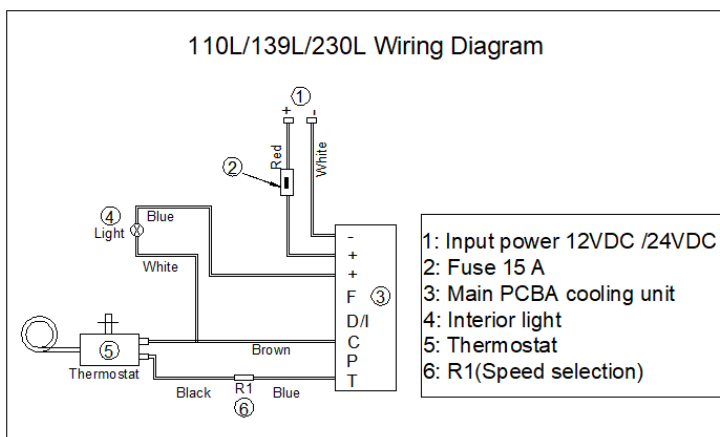 110L/139L/230L Wiring Diagram
1
+ -
2
Red
White
4
Light
Blue
White
-
+
+
F
3
D/I
C
P
T
5
Thermostat
Brown
Black
R1
Blue
6
1: Input power 12VDC /24VDC
2: Fuse 15 A
3: Main PCBA cooling unit
4: Interior light
5: Thermostat
6: R1(Speed selection)